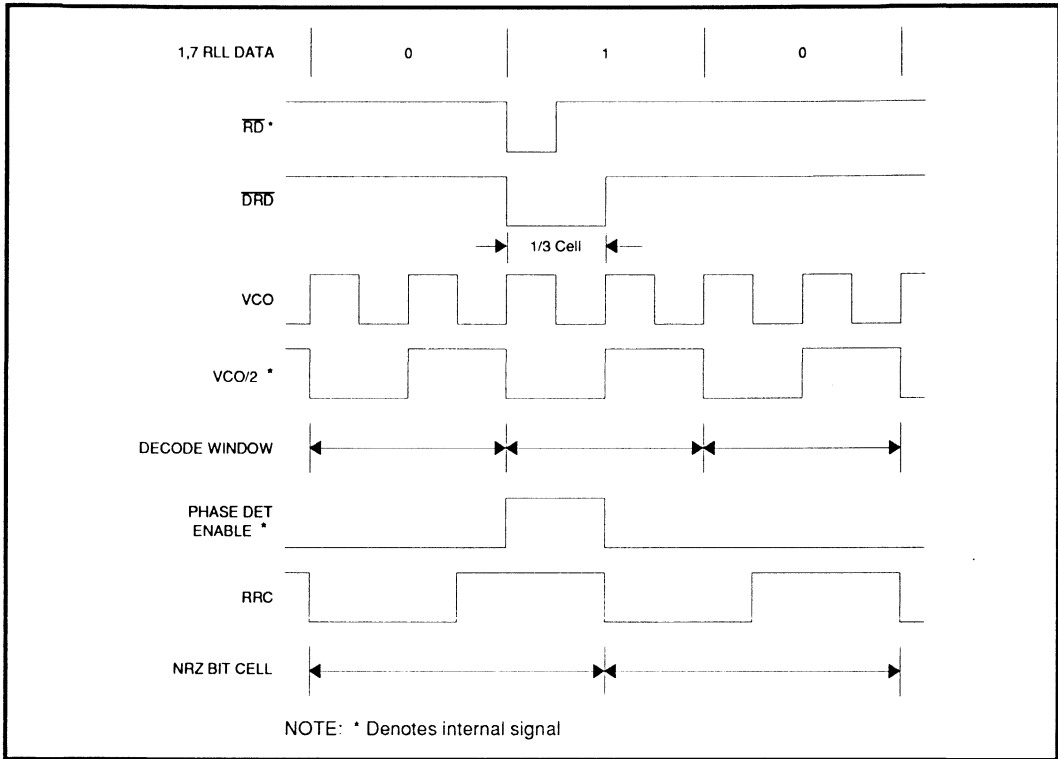 1,7 RLL DATA 0 1 0
RD *
DRD
1/3 Cell
VCO
VCO/2 *
DECODE WINDOW
PHASE DET
ENABLE *
RRC
NRZ BIT CELL
NOTE: * Denotes internal signal